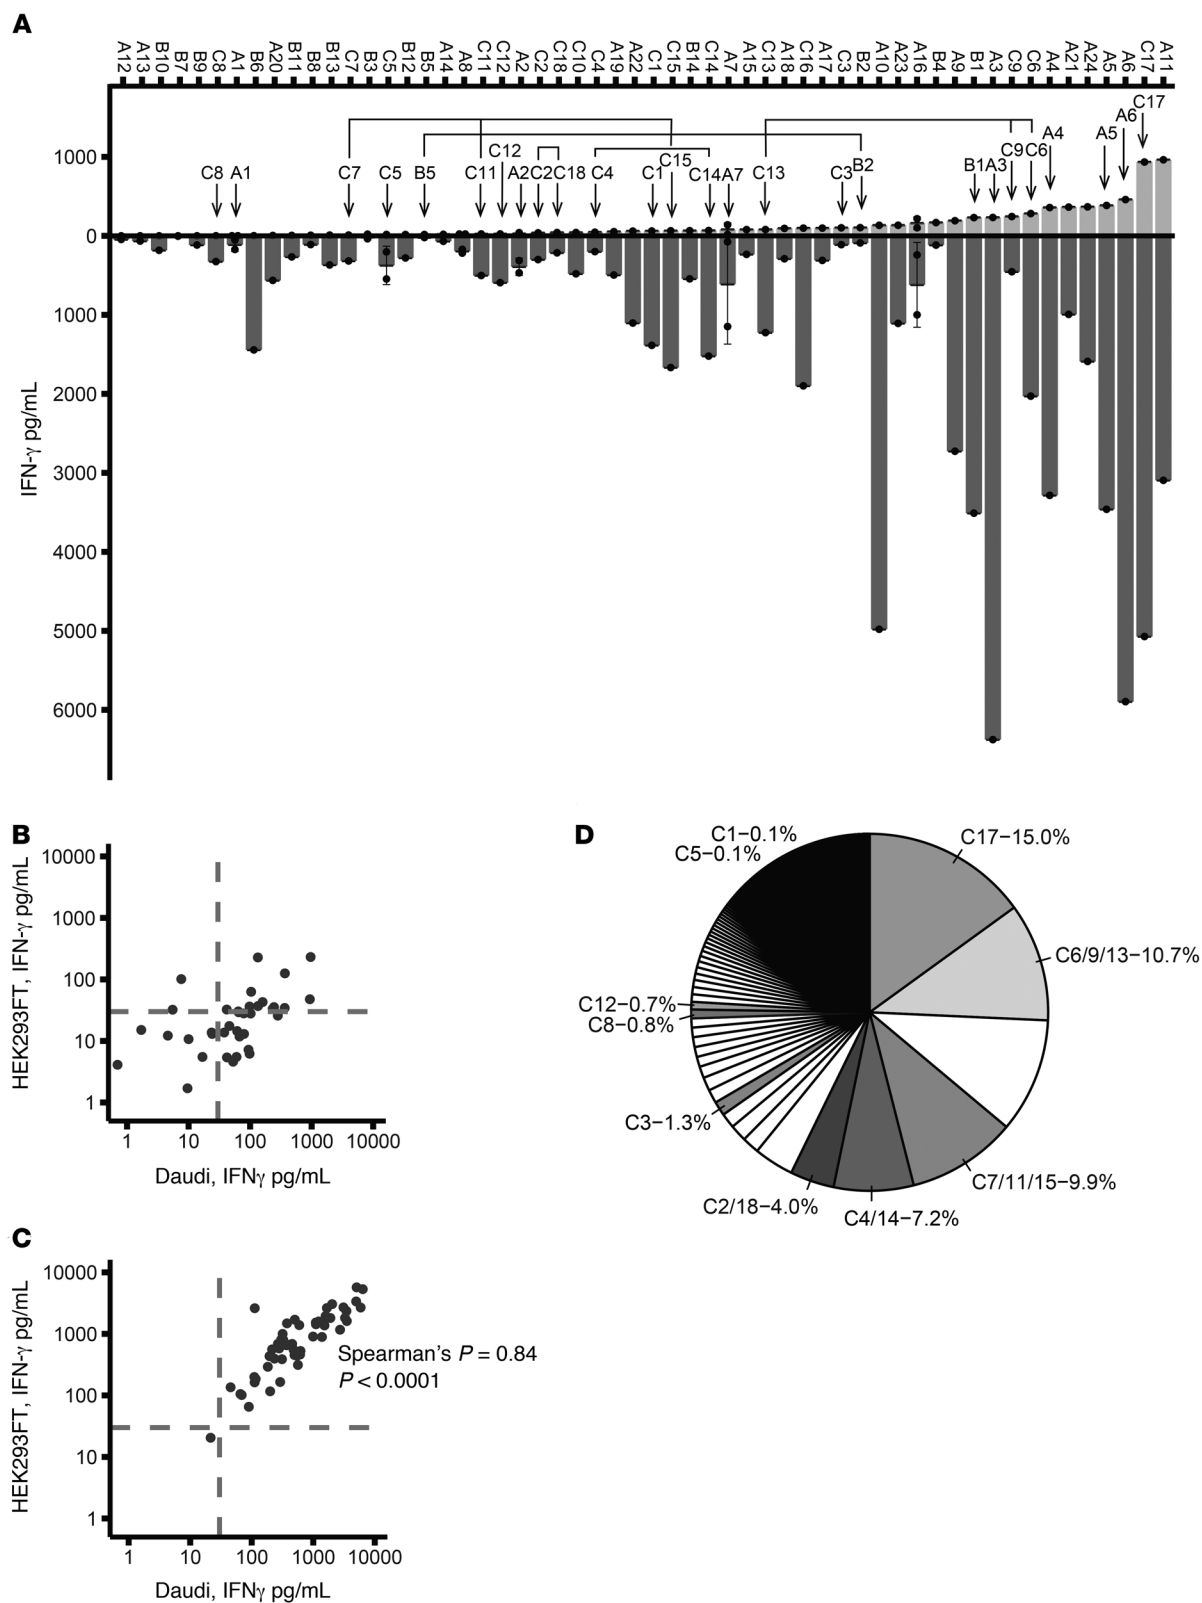 A
A12 A13 B10 B7 B9 C8 A1 B6 A20 B11 B8 B13 C7 B3 C5 B12 B5 A14 A8 C11 C12 A2 C2 C18 C10 C4 A19 A22 C1 C15 B14 C14 A7 A15 C13 A18 C16 A17 C3 B2 A10 A23 A16 B4 A9 B1 A3 C9 C6 A4 A21 A24 A5 A6 C17 A11
C17
A6
A5
A4
C12 C9 C6
C15
C8 A1 C7 C5 B5 C11 A2 C2 C18 C4 C1 C14 A7 C13 C3 B2 B1 A3
1000
0
1000
2000
3000
4000
5000
6000
IFN-γ pg/mL
B
HEK293FT, IFN-γ pg/mL
10000
1000
100
10
1
1 10 100 1000 10000
Daudi, IFNγ pg/mL
D
C1−0.1%
C5−0.1%
C17−15.0%
C6/9/13−10.7%
C12−0.7%
C8−0.8%
C3−1.3%
C7/11/15−9.9%
C2/18−4.0%
C4/14−7.2%
C
HEK293FT, IFN-γ pg/mL
10000
1000
100
10
1
Spearman's P = 0.84
P < 0.0001
1 10 100 1000 10000
Daudi, IFNγ pg/mL